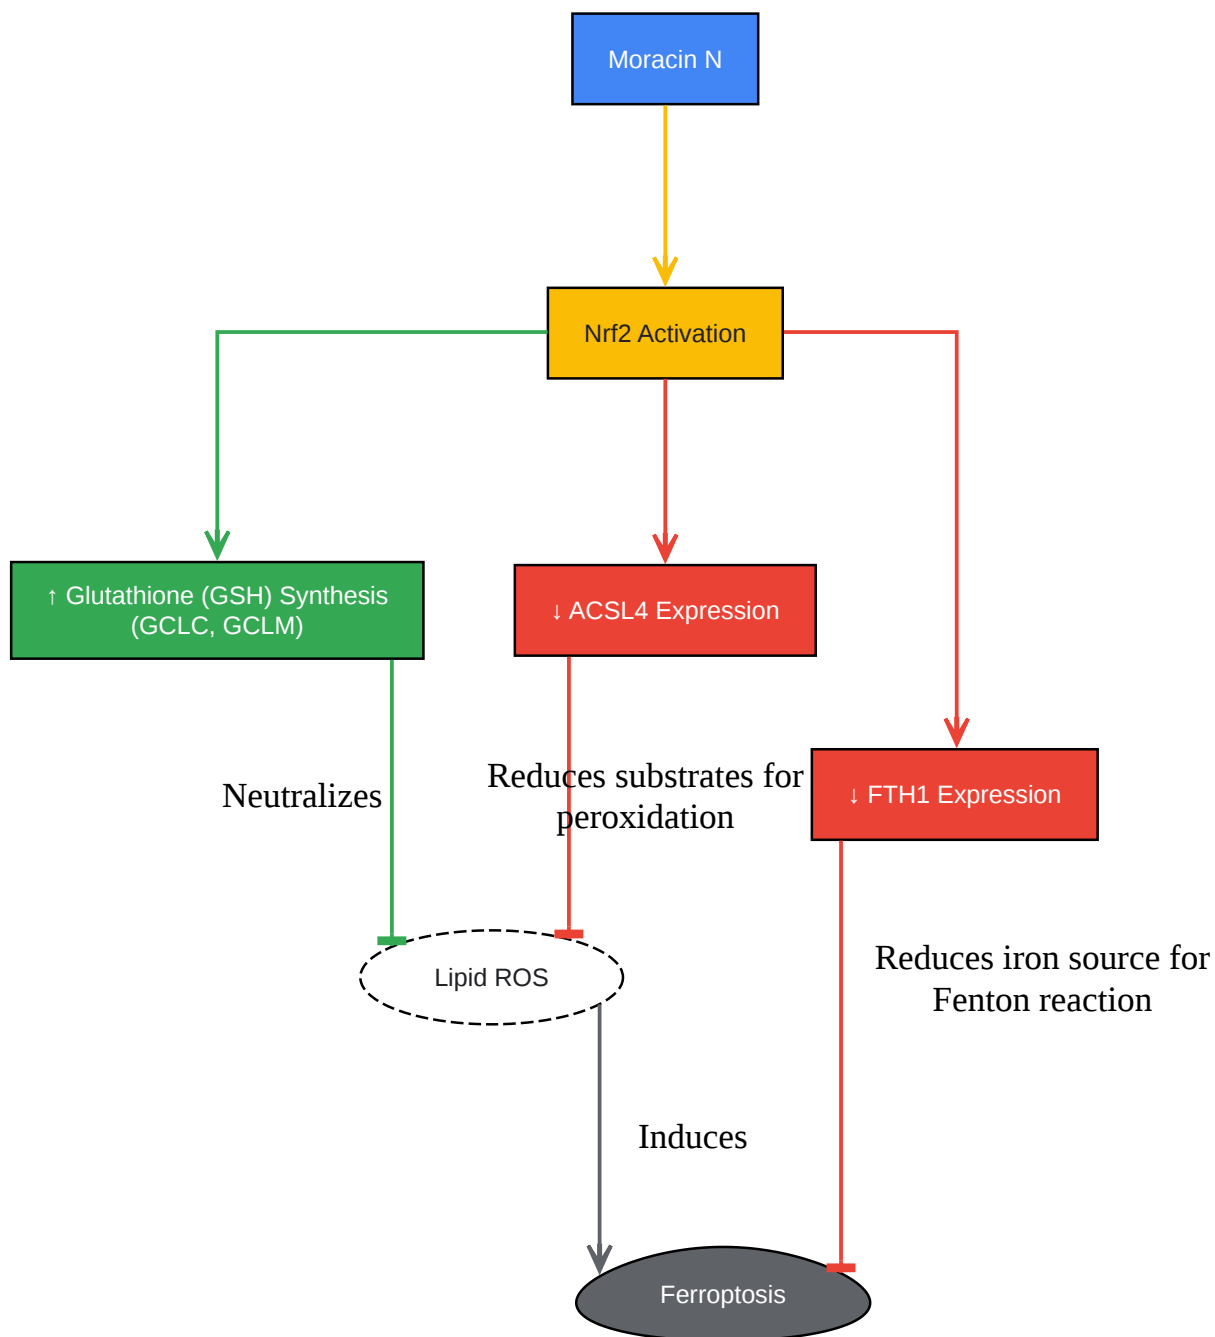 Moracin N
Nrf2 Activation
↑ Glutathione (GSH) Synthesis
(GCLC, GCLM)
↓ ACSL4 Expression
↓ FTH1 Expression
Neutralizes
Reduces substrates for
peroxidation
Lipid ROS
Reduces iron source for
Fenton reaction
Induces
Ferroptosis